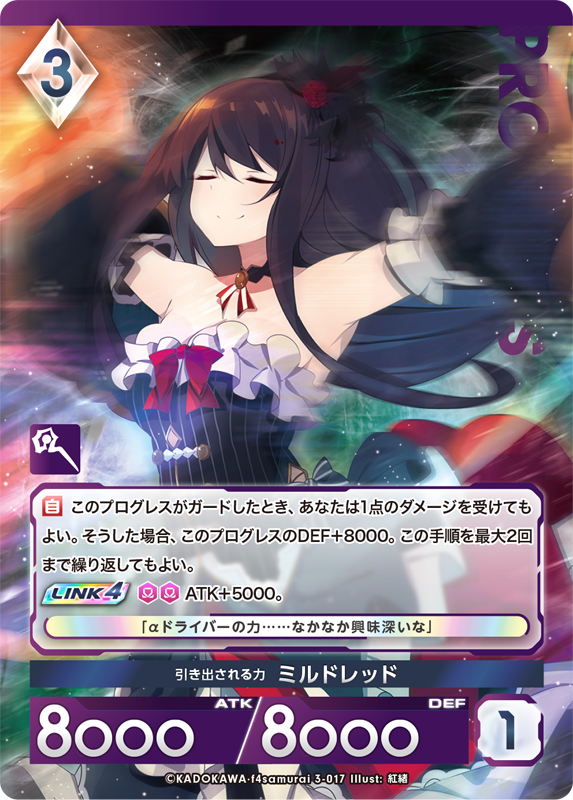 3
PRO
S
自 このプログレスがガードしたとき、あなたは1点のダメージを受けても
よい。そうした場合、このプログレスのDEF+8000。この手順を最大2回
まで繰り返してもよい。
LINK 4 ΩΩ ATK+5000。
「αドライバーの力……なかなか興味深いな」
引き出される力 ミルドレッド
ATK DEF
8000 / 8000 1
©KADOKAWA·f4samurai 3-017 Illust: 紅緒